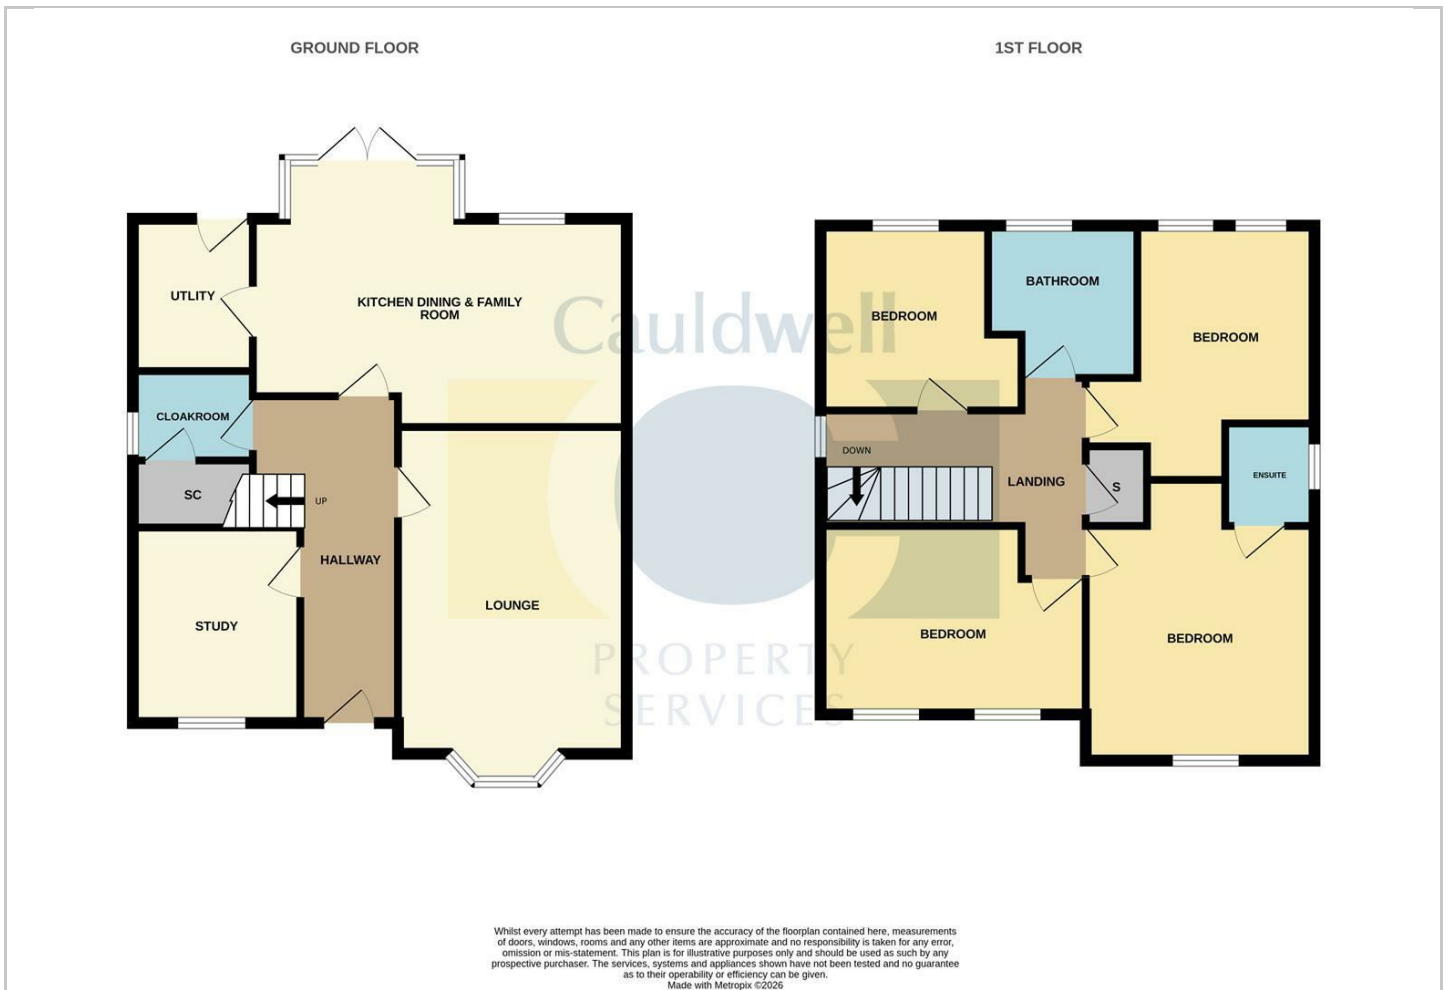 GROUND FLOOR
1ST FLOOR
UTLITY
KITCHEN DINING & FAMILY
ROOM
CLOAKROOM
SC
UP
HALLWAY
STUDY
LOUNGE
BEDROOM
BATHROOM
BEDROOM
DOWN
LANDING
S
ENSUITE
BEDROOM
BEDROOM
Cauldwell
PROPERTY
SERVICES
Whilst every attempt has been made to ensure the accuracy of the floorplan contained here, measurements
of doors, windows, rooms and any other items are approximate and no responsibility is taken for any error,
omission or mis-statement. This plan is for illustrative purposes only and should be used as such by any
prospective purchaser. The services, systems and appliances shown have not been tested and no guarantee
as to their operability or efficiency can be given.
Made with Metropix ©2026